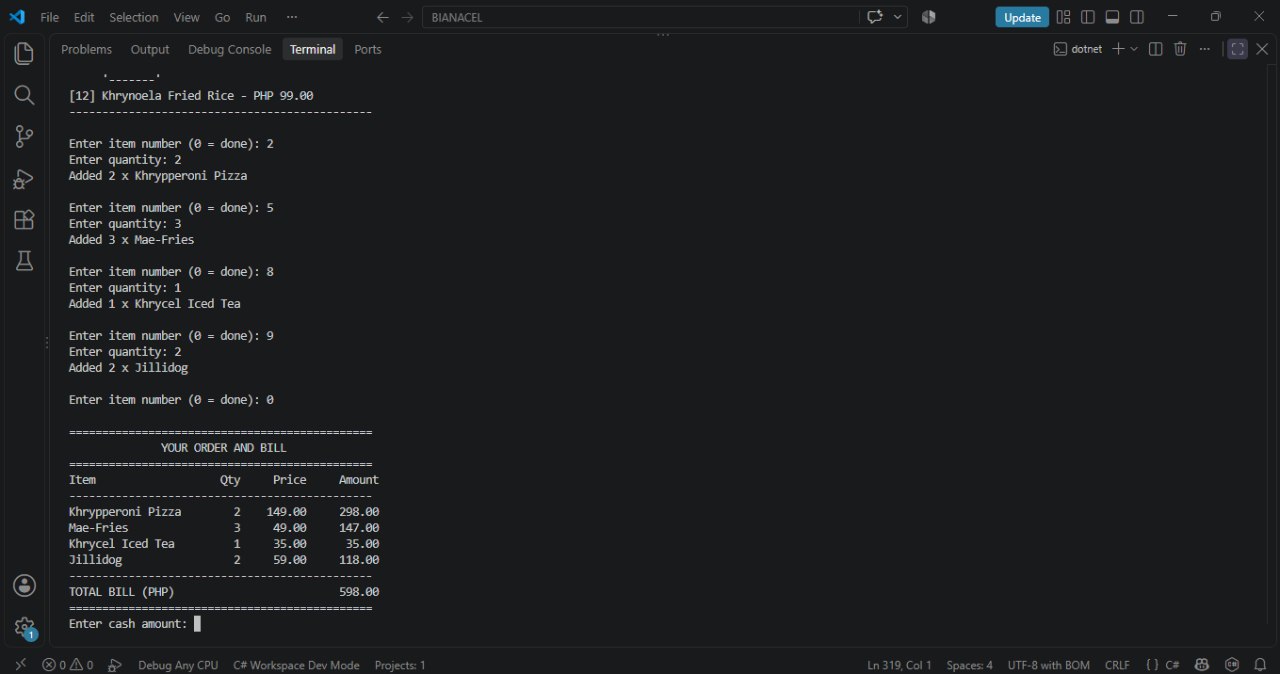 File Edit Selection View Go Run ··· BIANACEL Update
Problems Output Debug Console Terminal Ports dotnet
'-------'
[12] Khrynoela Fried Rice - PHP 99.00
----------------------------------------------
Enter item number (0 = done): 2
Enter quantity: 2
Added 2 x Khrypperoni Pizza
Enter item number (0 = done): 5
Enter quantity: 3
Added 3 x Mae-Fries
Enter item number (0 = done): 8
Enter quantity: 1
Added 1 x Khrycel Iced Tea
Enter item number (0 = done): 9
Enter quantity: 2
Added 2 x Jillidog
Enter item number (0 = done): 0
==============================================
YOUR ORDER AND BILL
==============================================
Item Qty Price Amount
----------------------------------------------
Khrypperoni Pizza 2 149.00 298.00
Mae-Fries 3 49.00 147.00
Khrycel Iced Tea 1 35.00 35.00
Jillidog 2 59.00 118.00
----------------------------------------------
TOTAL BILL (PHP) 598.00
==============================================
Enter cash amount:
1
0 0 Debug Any CPU C# Workspace Dev Mode Projects: 1 Ln 319, Col 1 Spaces: 4 UTF-8 with BOM CRLF { } C#